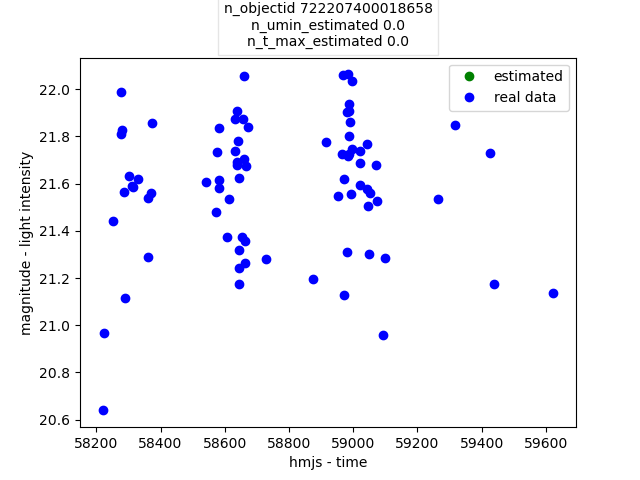 n_objectid 722207400018658
n_umin_estimated 0.0
n_t_max_estimated 0.0
estimated
real data
magnitude - light intensity
22.0
21.8
21.6
21.4
21.2
21.0
20.8
20.6
58200 58400 58600 58800 59000 59200 59400 59600
hmjs - time